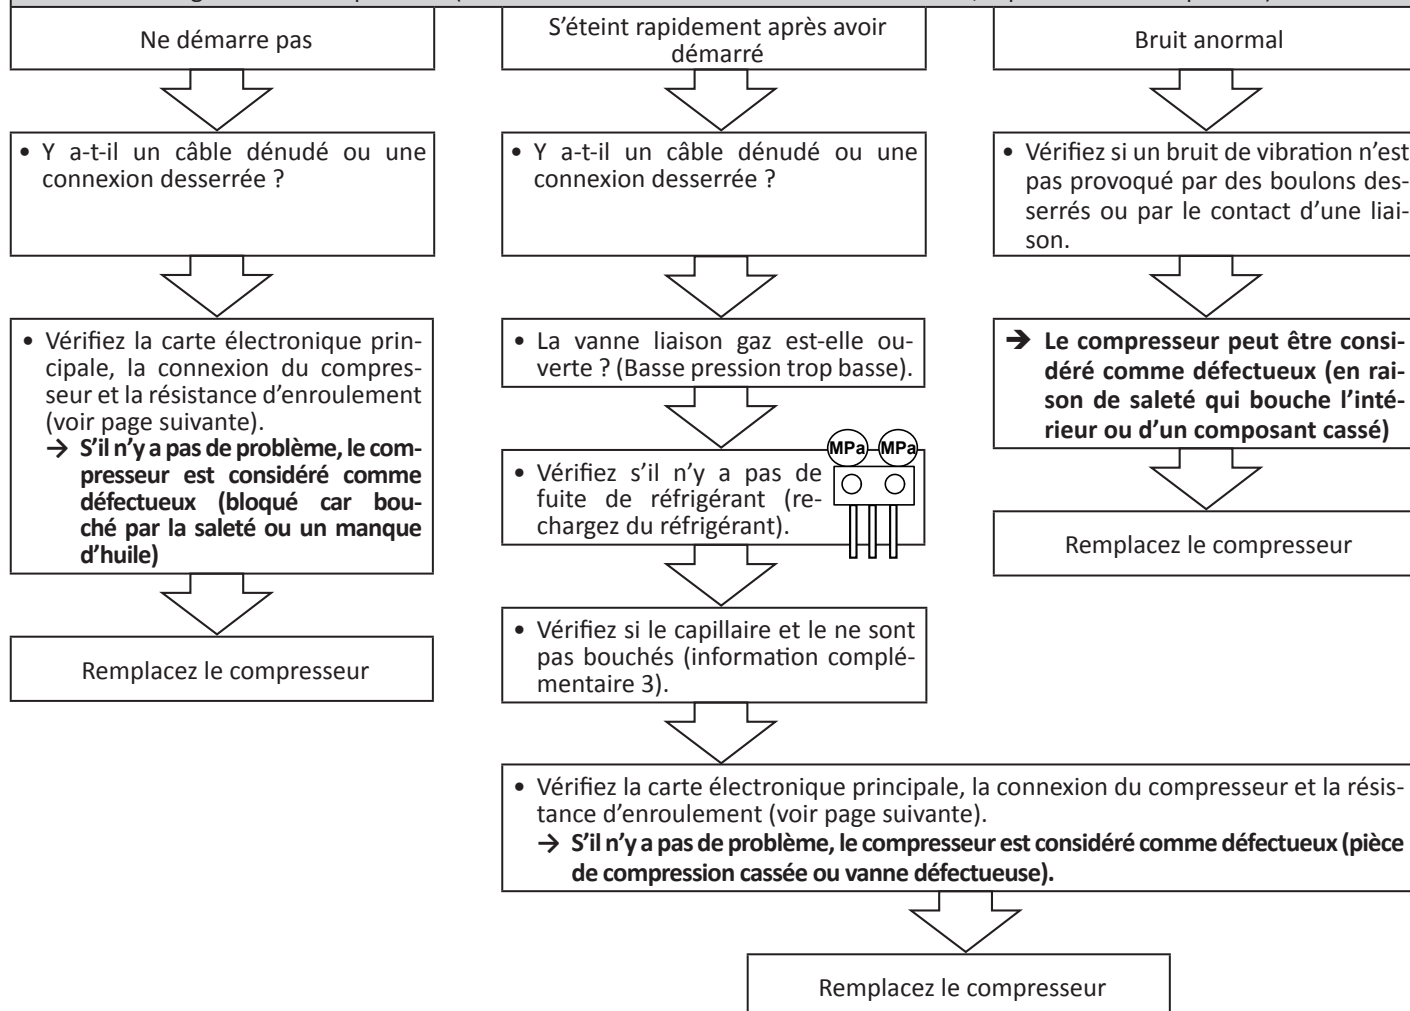 Ne démarre pas
S’éteint rapidement après avoir
démarré
Bruit anormal
• Y a-t-il un câble dénudé ou une
connexion desserrée ?
• Y a-t-il un câble dénudé ou une
connexion desserrée ?
• Vérifiez si un bruit de vibration n’est
pas provoqué par des boulons des-
serrés ou par le contact d’une liai-
son.
• Vérifiez la carte électronique prin-
cipale, la connexion du compres-
seur et la résistance d’enroulement
(voir page suivante).
→ S’il n’y a pas de problème, le com-
presseur est considéré comme
défectueux (bloqué car bou-
ché par la saleté ou un manque
d’huile)
• La vanne liaison gaz est-elle ou-
verte ? (Basse pression trop basse).
➔ Le compresseur peut être consi-
déré comme défectueux (en rai-
son de saleté qui bouche l’inté-
rieur ou d’un composant cassé)
• Vérifiez s’il n’y a pas de
fuite de réfrigérant (re-
chargez du réfrigérant).
MPa MPa
Remplacez le compresseur
• Vérifiez si le capillaire et le ne sont
pas bouchés (information complé-
mentaire 3).
Remplacez le compresseur
• Vérifiez la carte électronique principale, la connexion du compresseur et la résis-
tance d’enroulement (voir page suivante).
→ S’il n’y a pas de problème, le compresseur est considéré comme défectueux (pièce
de compression cassée ou vanne défectueuse).
Remplacez le compresseur